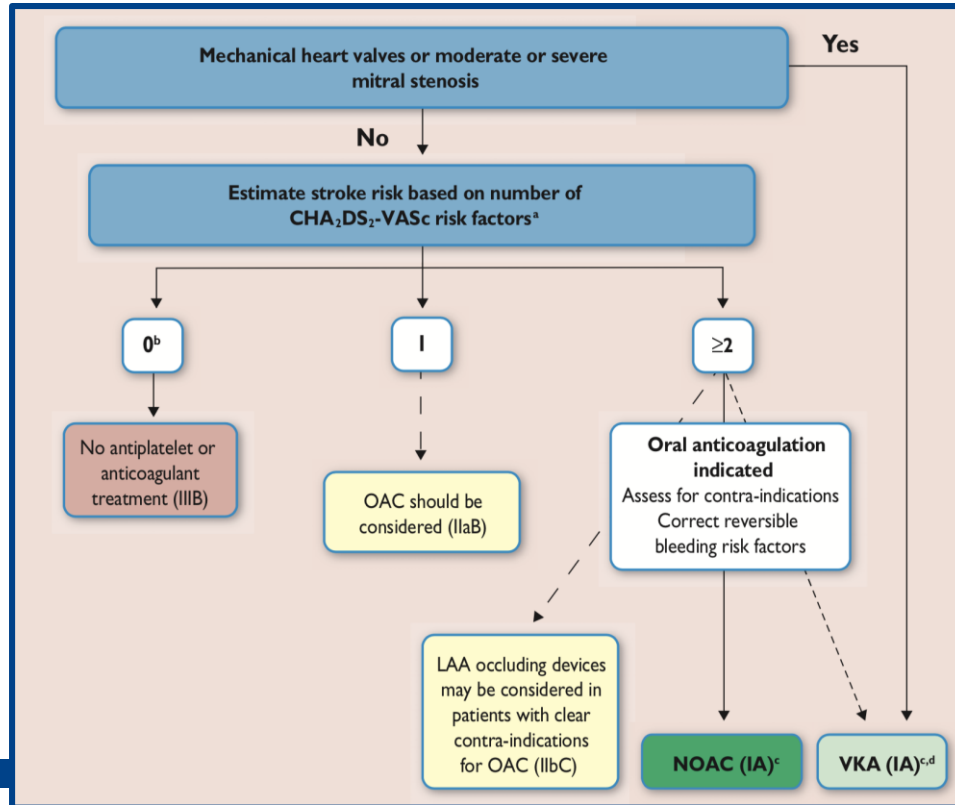 Mechanical heart valves or moderate or severe
mitral stenosis
Yes
No
Estimate stroke risk based on number of
CHA₂DS₂-VASc risk factorsᵃ
0ᵇ
1
≥2
No antiplatelet or
anticoagulant
treatment (IIIB)
OAC should be
considered (IIaB)
Oral anticoagulation
indicated
Assess for contra-indications
Correct reversible
bleeding risk factors
LAA occluding devices
may be considered in
patients with clear
contra-indications
for OAC (IIbC)
NOAC (IA)ᶜ
VKA (IA)ᶜ,ᵈ